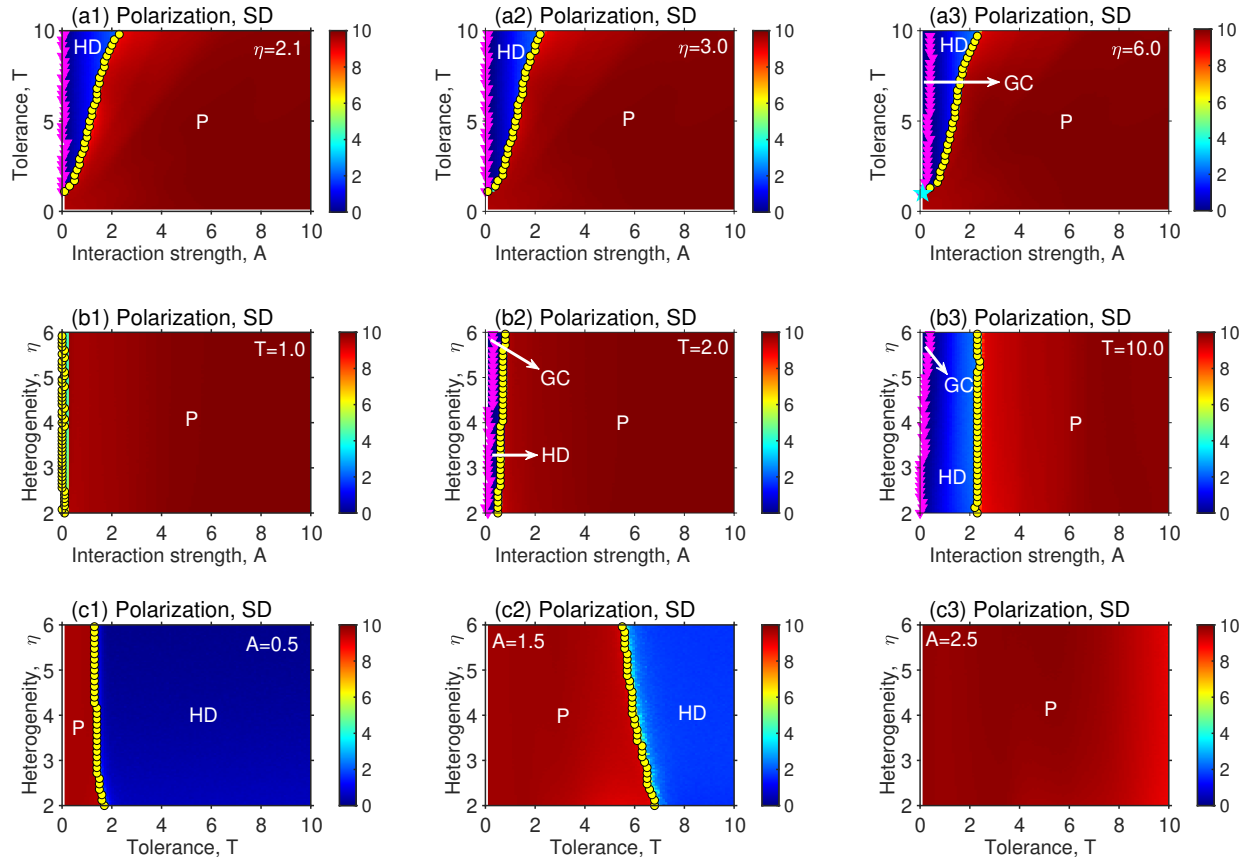 (a1) Polarization, SD
(a2) Polarization, SD
(a3) Polarization, SD
10
5
0
Tolerance, T
HD
η=2.1
P
0 2 4 6 8 10
Interaction strength, A
10
8
6
4
2
0
10
5
0
Tolerance, T
HD
η=3.0
P
0 2 4 6 8 10
Interaction strength, A
10
8
6
4
2
0
10
5
0
Tolerance, T
HD
η=6.0
GC
P
0 2 4 6 8 10
Interaction strength, A
10
8
6
4
2
0
(b1) Polarization, SD
(b2) Polarization, SD
(b3) Polarization, SD
6
5
4
3
2
Heterogeneity, η
T=1.0
P
0 2 4 6 8 10
Interaction strength, A
10
8
6
4
2
0
6
5
4
3
2
Heterogeneity, η
T=2.0
GC
P
HD
0 2 4 6 8 10
Interaction strength, A
10
8
6
4
2
0
6
5
4
3
2
Heterogeneity, η
T=10.0
GC
P
HD
0 2 4 6 8 10
Interaction strength, A
10
8
6
4
2
0
(c1) Polarization, SD
(c2) Polarization, SD
(c3) Polarization, SD
6
5
4
3
2
Heterogeneity, η
A=0.5
P
HD
0 2 4 6 8 10
Tolerance, T
10
8
6
4
2
0
6
5
4
3
2
Heterogeneity, η
A=1.5
P
HD
0 2 4 6 8 10
Tolerance, T
10
8
6
4
2
0
6
5
4
3
2
Heterogeneity, η
A=2.5
P
0 2 4 6 8 10
Tolerance, T
10
8
6
4
2
0